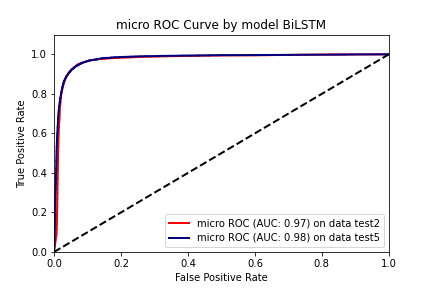 micro ROC Curve by model BiLSTM
True Positive Rate
1.0
0.8
0.6
0.4
0.2
0.0
micro ROC (AUC: 0.97) on data test2
micro ROC (AUC: 0.98) on data test5
0.0 0.2 0.4 0.6 0.8 1.0
False Positive Rate